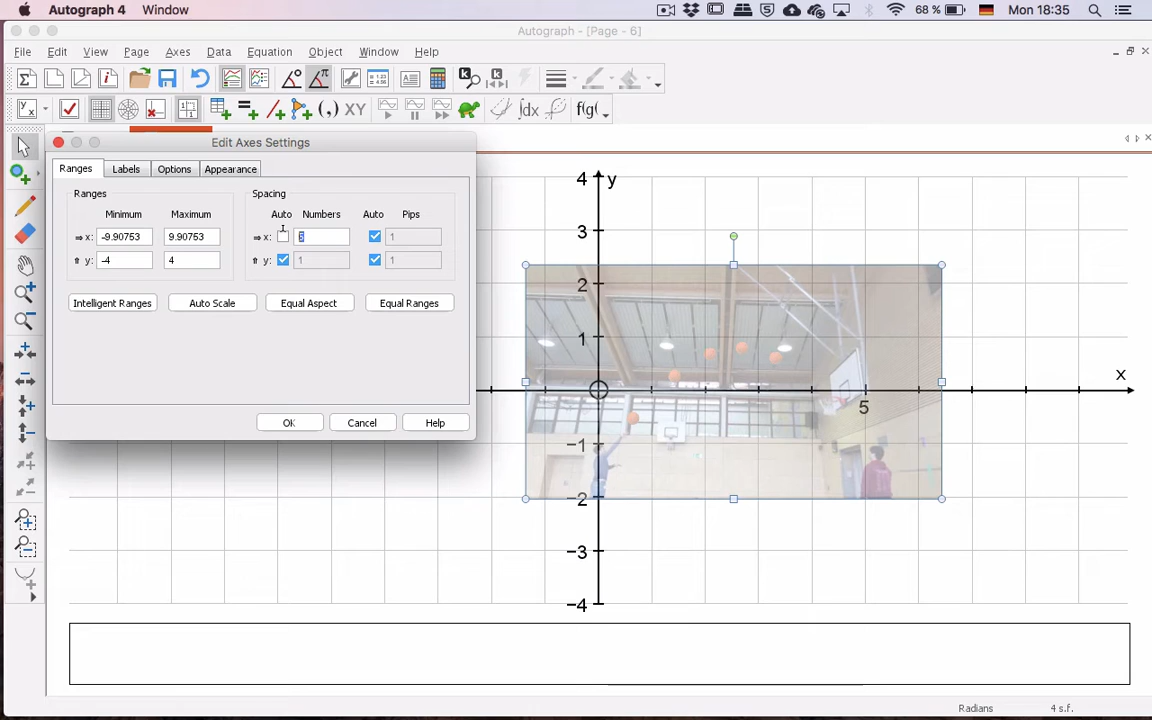 Autograph 4 Window 68 % Mon 18:35
Autograph - [Page - 6]
File Edit View Page Axes Data Equation Object Window Help
XY ∫dx f(g(
Edit Axes Settings
Ranges Labels Options Appearance
Ranges Spacing
Minimum Maximum Auto Numbers Auto Pips
⇒ x: -9.90753 9.90753 ⇒ x: 5 1
⇑ y: -4 4 ⇑ y: 1 1
Intelligent Ranges Auto Scale Equal Aspect Equal Ranges
OK Cancel Help
4 y
3
2
1
x
5
−1
−2
−3
−4
Radians 4 s.f.